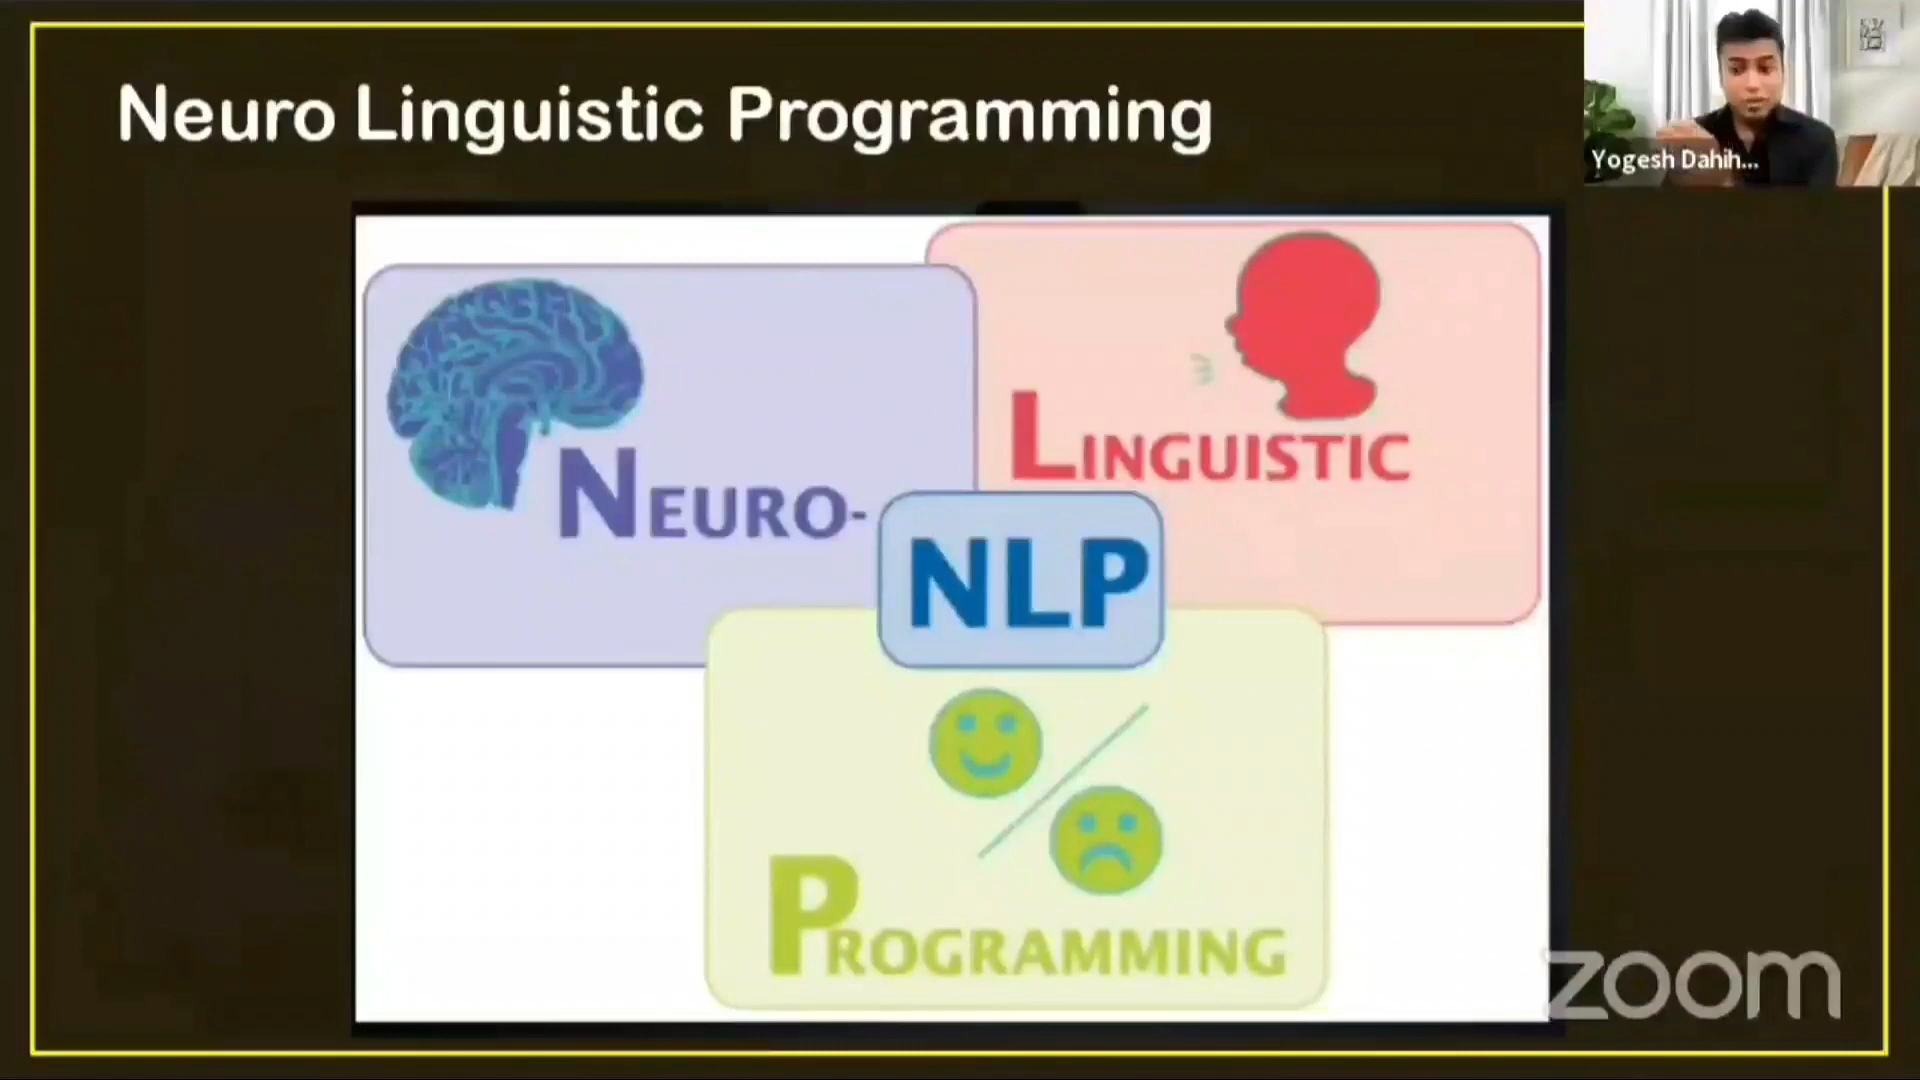 Neuro Linguistic Programming
Yogesh Dahih...
LINGUISTIC
NEURO-
NLP
PROGRAMMING
zoom